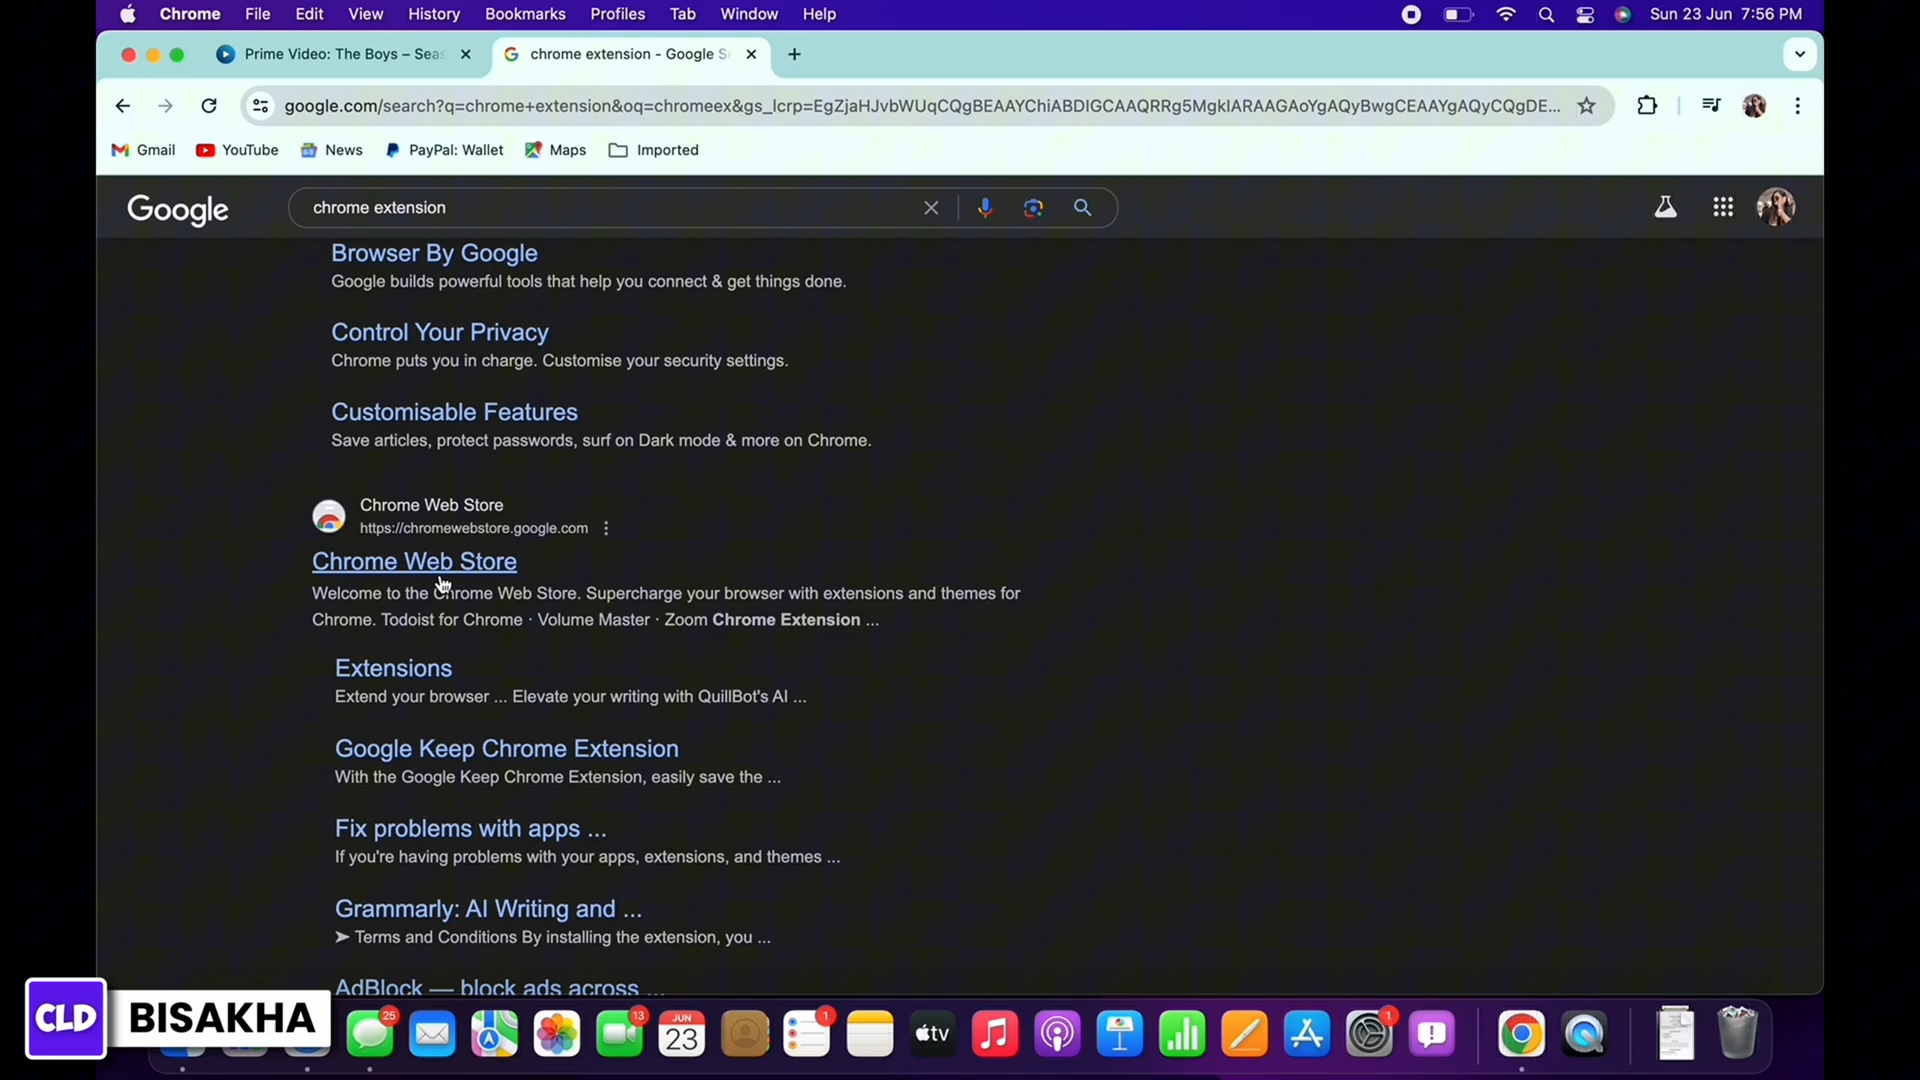 Chrome File Edit View History Bookmarks Profiles Tab Window Help Sun 23 Jun 7:56 PM
Prime Video: The Boys – Seas
chrome extension - Google S
google.com/search?q=chrome+extension&oq=chromeex&gs_lcrp=EgZjaHJvbWUqCQgBEAAYChiABDIGCAAQRRg5MgkIARAAGAoYgAQyBwgCEAAYgAQyCQgDE...
Gmail YouTube News PayPal: Wallet Maps Imported
Google chrome extension
Browser By Google
Google builds powerful tools that help you connect & get things done.
Control Your Privacy
Chrome puts you in charge. Customise your security settings.
Customisable Features
Save articles, protect passwords, surf on Dark mode & more on Chrome.
Chrome Web Store
https://chromewebstore.google.com
Chrome Web Store
Welcome to the Chrome Web Store. Supercharge your browser with extensions and themes for
Chrome. Todoist for Chrome · Volume Master · Zoom Chrome Extension ...
Extensions
Extend your browser ... Elevate your writing with QuillBot's AI ...
Google Keep Chrome Extension
With the Google Keep Chrome Extension, easily save the ...
Fix problems with apps ...
If you're having problems with your apps, extensions, and themes ...
Grammarly: AI Writing and ...
➤ Terms and Conditions By installing the extension, you ...
AdBlock — block ads across ...
CLD BISAKHA
25
13
JUN
23
1
tv
1